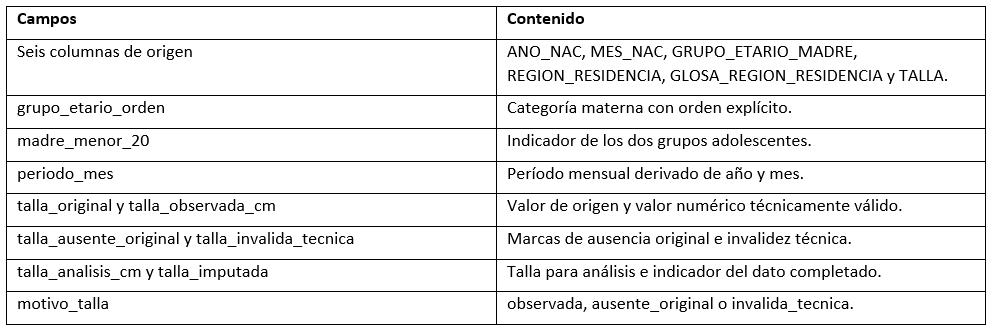 Campos Contenido
Seis columnas de origen ANO_NAC, MES_NAC, GRUPO_ETARIO_MADRE,
REGION_RESIDENCIA, GLOSA_REGION_RESIDENCIA y TALLA.
grupo_etario_orden Categoría materna con orden explícito.
madre_menor_20 Indicador de los dos grupos adolescentes.
periodo_mes Período mensual derivado de año y mes.
talla_original y talla_observada_cm Valor de origen y valor numérico técnicamente válido.
talla_ausente_original y talla_invalida_tecnica Marcas de ausencia original e invalidez técnica.
talla_analisis_cm y talla_imputada Talla para análisis e indicador del dato completado.
motivo_talla observada, ausente_original o invalida_tecnica.